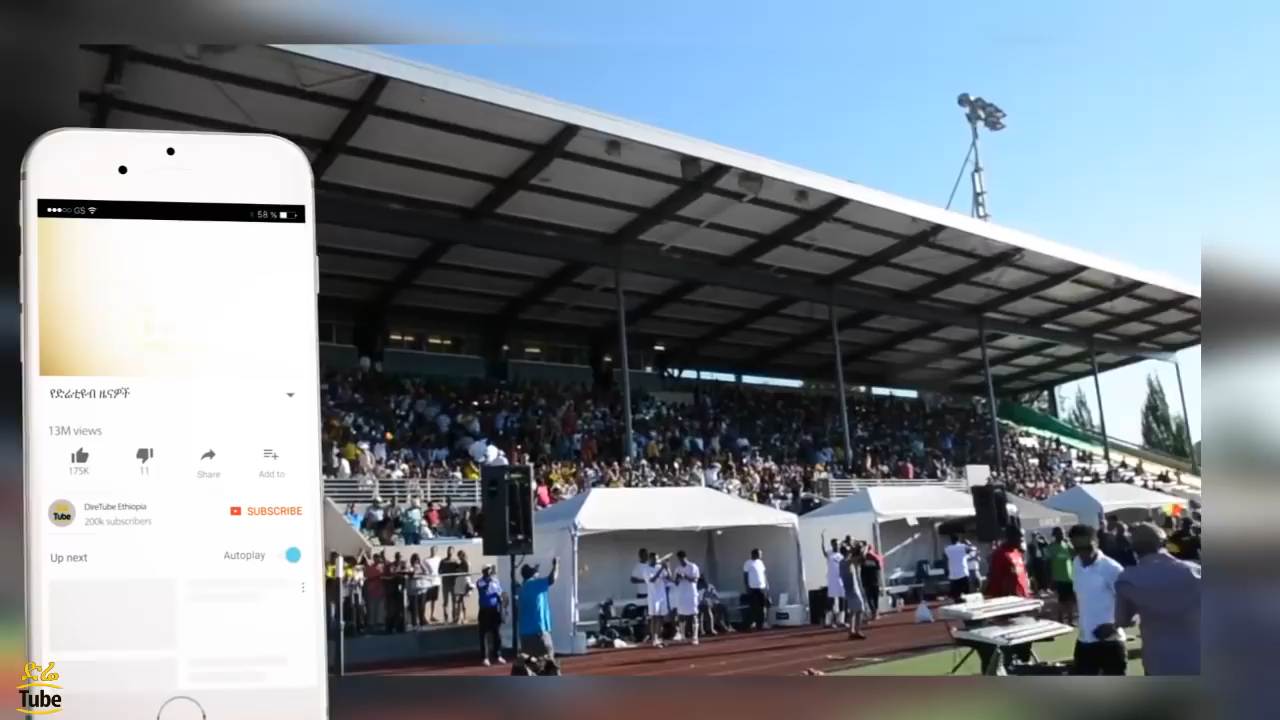 GS
58 %
የድሬቲዩብ ዜናዎች
13M views
175K
11
Share
Add to
Tube
DireTube Ethiopia
200k subscribers
SUBSCRIBE
Up next
Autoplay
ድሬ
Tube